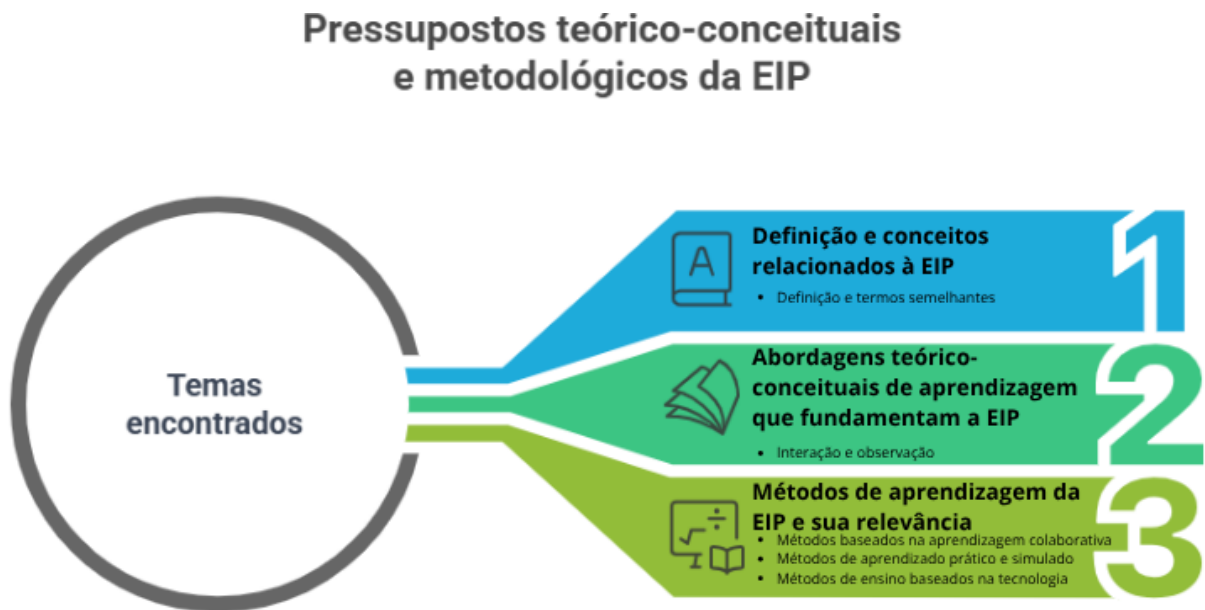 Pressupostos teórico-conceituais
e metodológicos da EIP
Temas
encontrados
A
Definição e conceitos
relacionados à EIP
• Definição e termos semelhantes
1
Abordagens teórico-
conceituais de aprendizagem
que fundamentam a EIP
• Interação e observação
2
Métodos de aprendizagem da
EIP e sua relevância
• Métodos baseados na aprendizagem colaborativa
• Métodos de aprendizado prático e simulado
• Métodos de ensino baseados na tecnologia
3